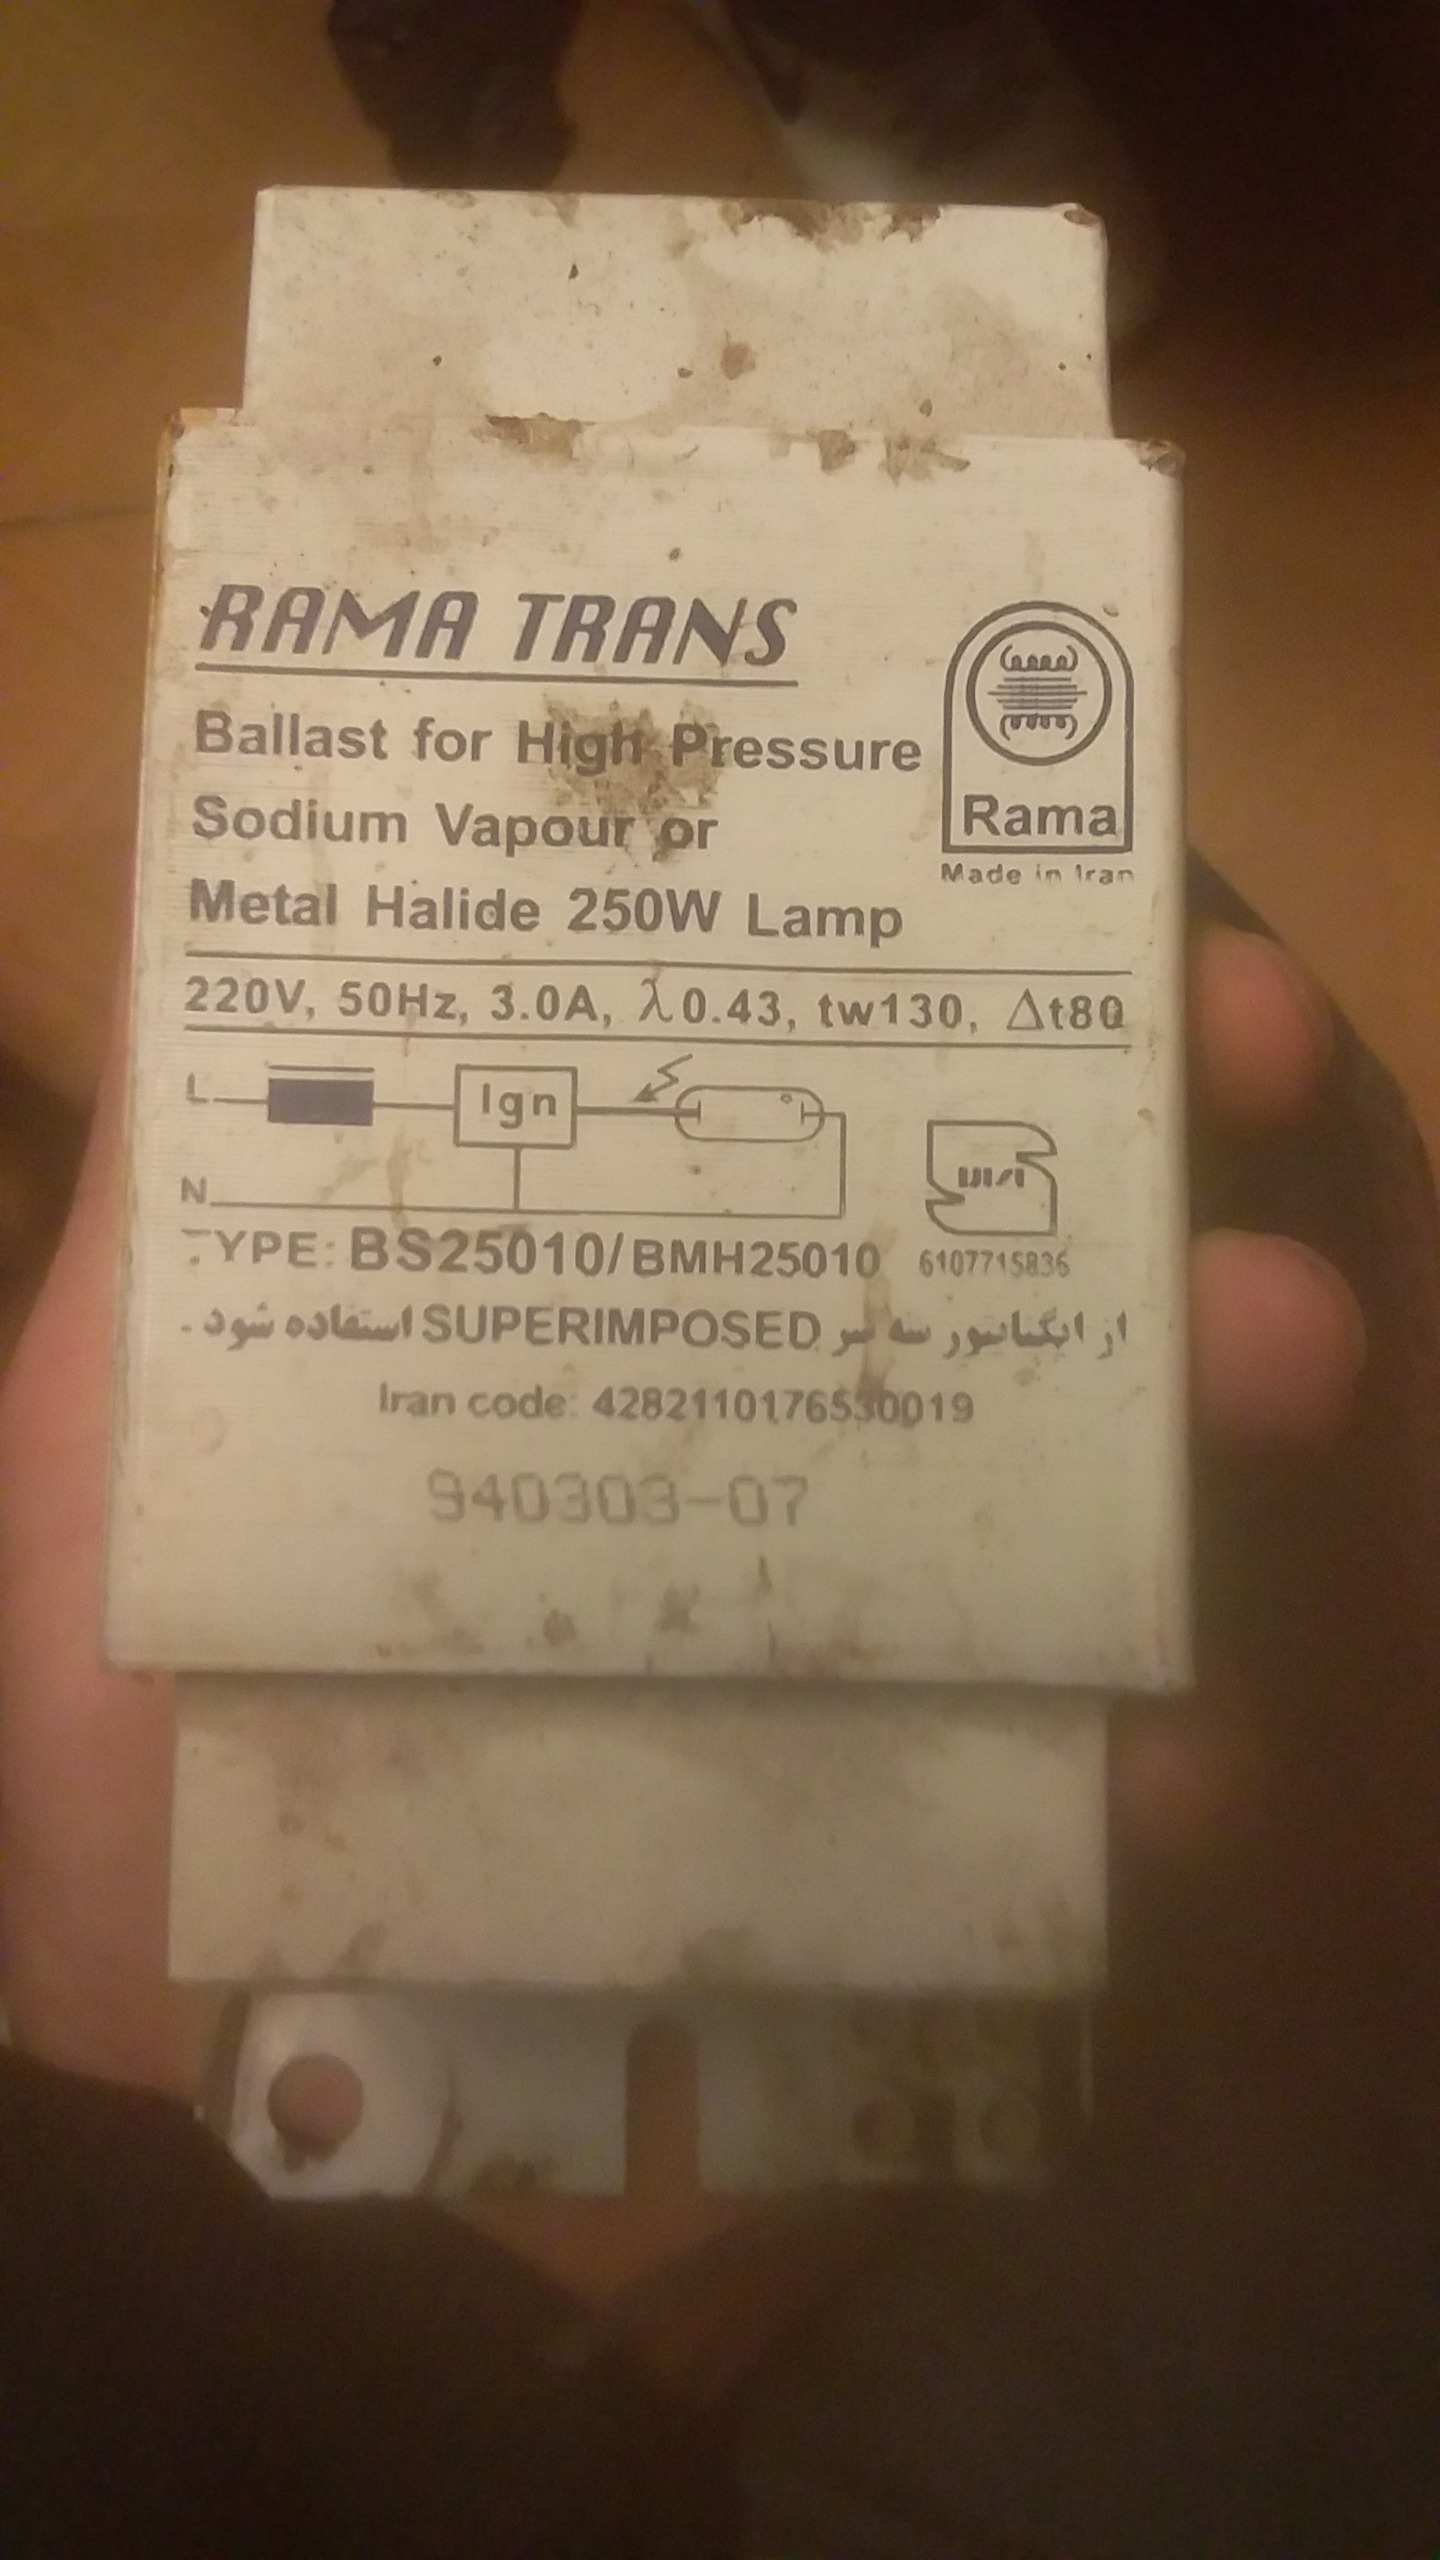 RAMA TRANS
Ballast for High Pressure
Sodium Vapour or
Metal Halide 250W Lamp
Rama
Made in Iran
220V, 50Hz, 3.0A, λ0.43, tw130, Δt80
L
Ign
N
TYPE: BS25010/BMH25010
6107715836
از ایگنایتور سه سر SUPERIMPOSED استفاده شود.
Iran code: 4282110176530019
940303-07